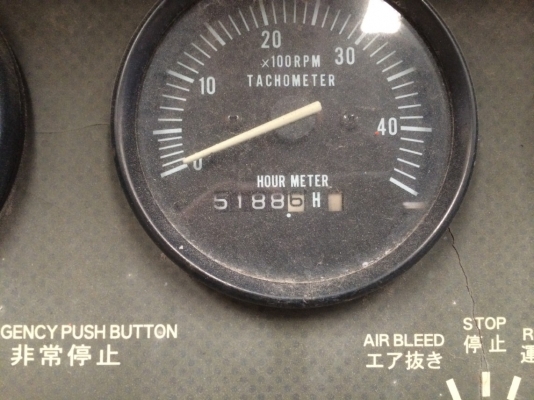 20
30
×100RPM
TACHOMETER
10
40
0
HOUR METER
51886 H
GENCY PUSH BUTTON
非常停止
AIR BLEED
エア抜き
STOP
停止
R
運